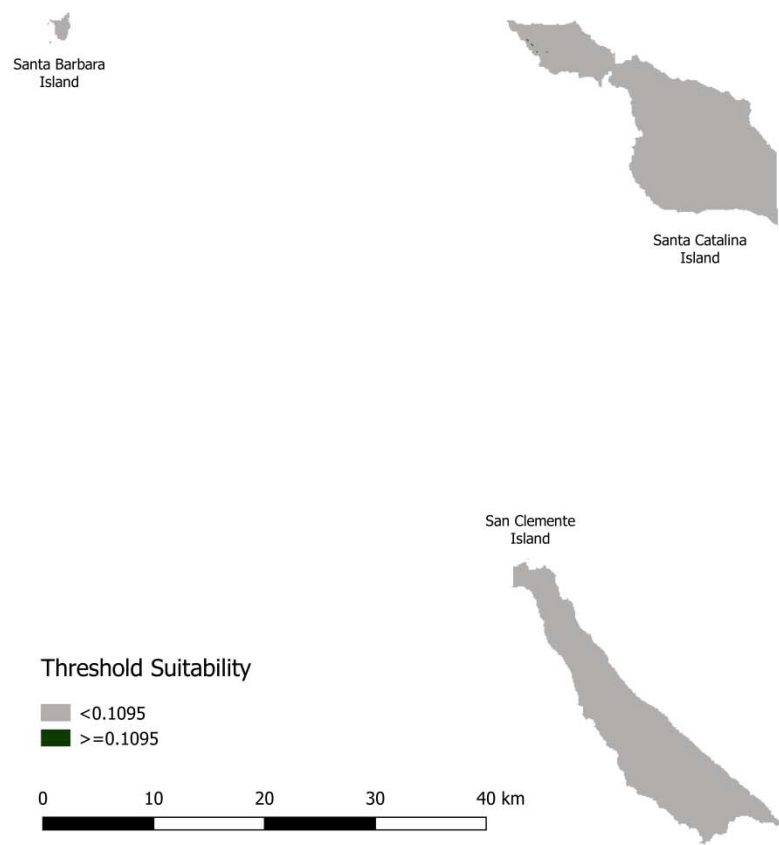 Santa Barbara
Island
Santa Catalina
Island
San Clemente
Island
Threshold Suitability
<0.1095
>=0.1095
0 10 20 30 40 km